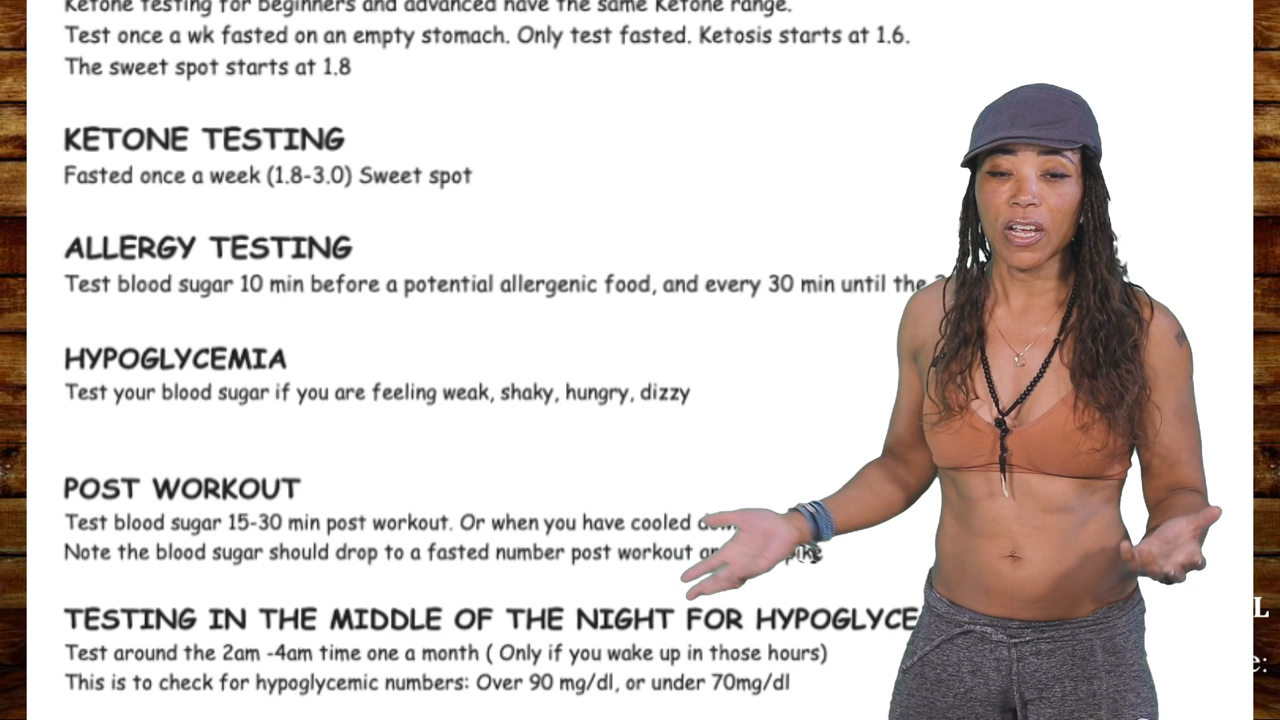 Ketone testing for beginners and advanced have the same Ketone range.
Test once a wk fasted on an empty stomach. Only test fasted. Ketosis starts at 1.6.
The sweet spot starts at 1.8
KETONE TESTING
Fasted once a week (1.8-3.0) Sweet spot
ALLERGY TESTING
Test blood sugar 10 min before a potential allergenic food, and every 30 min until the
HYPOGLYCEMIA
Test your blood sugar if you are feeling weak, shaky, hungry, dizzy
POST WORKOUT
Test blood sugar 15-30 min post workout. Or when you have cooled
Note the blood sugar should drop to a fasted number post workout
TESTING IN THE MIDDLE OF THE NIGHT FOR HYPOGLYCE
L
Test around the 2am -4am time one a month ( Only if you wake up in those hours)
e:
This is to check for hypoglycemic numbers: Over 90 mg/dl, or under 70mg/dl